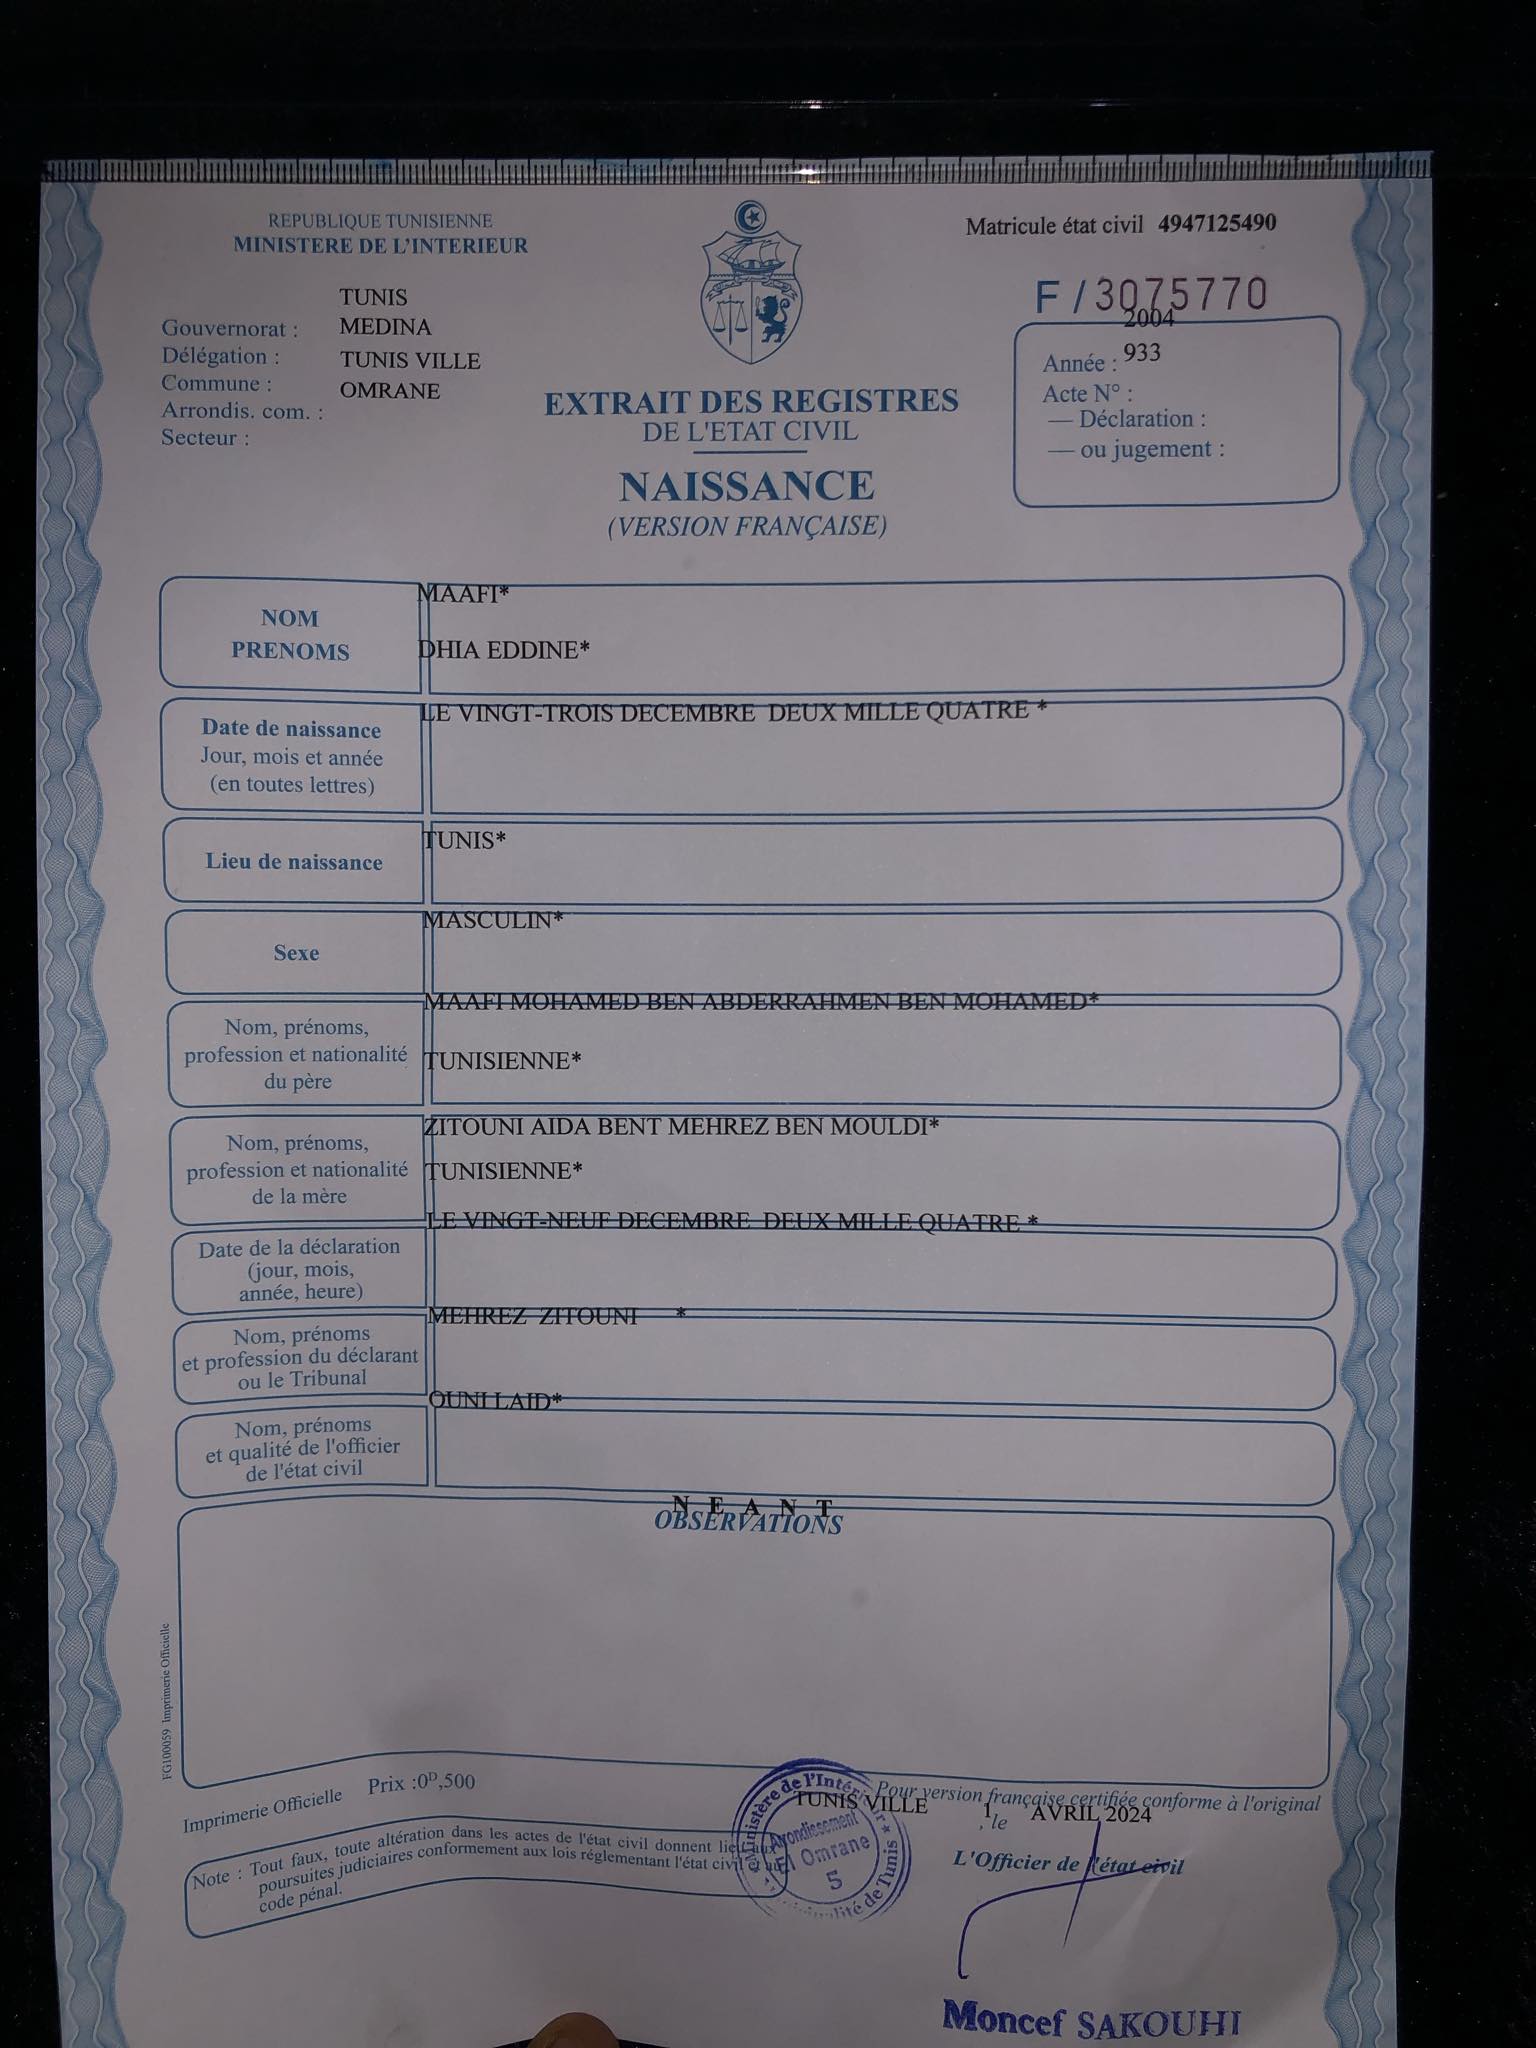 REPUBLIQUE TUNISIENNE
MINISTERE DE L'INTERIEUR
Matricule état civil 4947125490
F / 3075770
TUNIS
Gouvernorat : MEDINA
Délégation : TUNIS VILLE
Commune : OMRANE
Arrondis. com. :
Secteur :
2004
Année : 933
Acte N° :
— Déclaration :
— ou jugement :
EXTRAIT DES REGISTRES
DE L'ETAT CIVIL
NAISSANCE
(VERSION FRANÇAISE)
NOM
PRENOMS
MAAFI*
DHIA EDDINE*
Date de naissance
Jour, mois et année
(en toutes lettres)
LE VINGT-TROIS DECEMBRE DEUX MILLE QUATRE *
Lieu de naissance
TUNIS*
Sexe
MASCULIN*
Nom, prénoms,
profession et nationalité
du père
MAAFI MOHAMED BEN ABDERRAHMEN BEN MOHAMED*
TUNISIENNE*
Nom, prénoms,
profession et nationalité
de la mère
ZITOUNI AIDA BENT MEHREZ BEN MOULDI*
TUNISIENNE*
Date de la déclaration
(jour, mois,
année, heure)
LE VINGT-NEUF DECEMBRE DEUX MILLE QUATRE *
Nom, prénoms
et profession du déclarant
ou le Tribunal
MEHREZ ZITOUNI *
Nom, prénoms
et qualité de l'officier
de l'état civil
OUNI LAID*
N E A N T
OBSERVATIONS
FG100059 Imprimerie Officielle
Imprimerie Officielle Prix :0D,500
Note : Tout faux, toute altération dans les actes de l'état civil donnent lieu aux
poursuites judiciaires conformement aux lois réglementant l'état civil
code pénal.
Ministère de l'Intérieur
Arrondissement
El Omrane
5
de Tunis
Pour version française certifiée conforme à l'original
TUNIS VILLE , le 1 AVRIL 2024
L'Officier de l'état civil
Moncef SAKOUHI